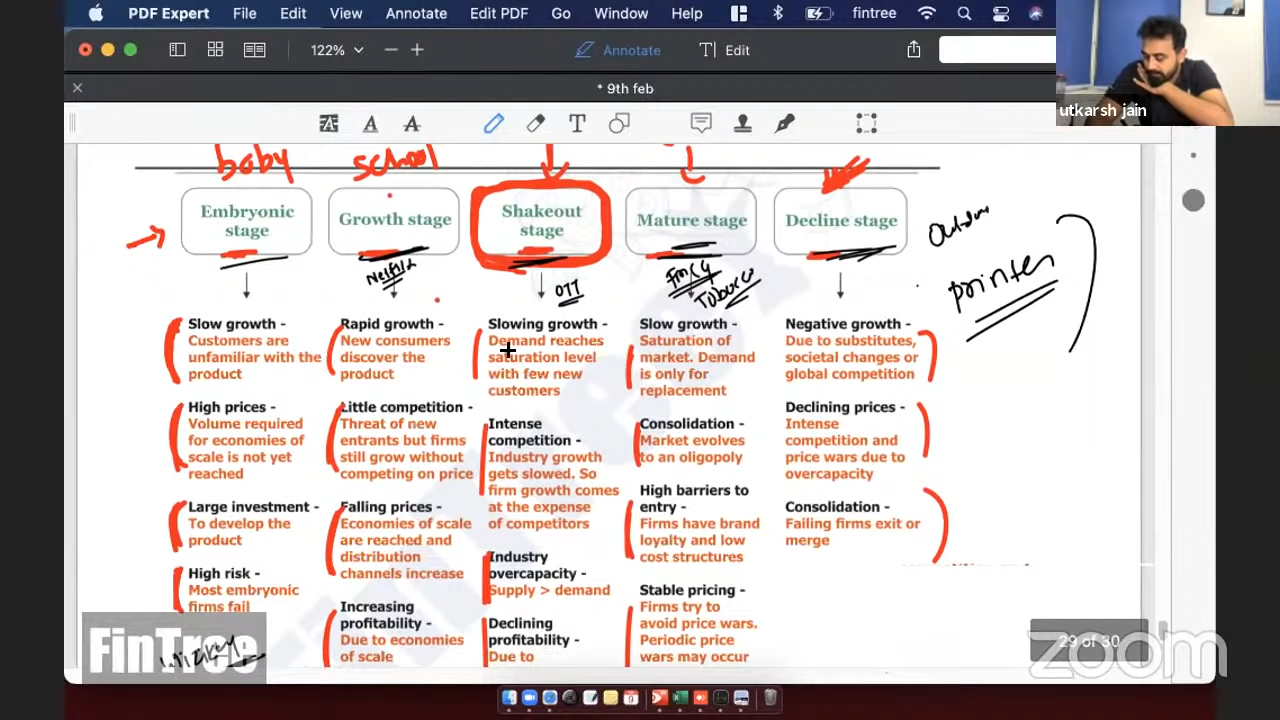 PDF Expert File Edit View Annotate Edit PDF Go Window Help fintree
122% Annotate T| Edit
* 9th feb
utkarsh jain
baby school
Embryonic stage
Growth stage
Shakeout stage
Mature stage
Decline stage
OTT
FMCG
Tobacco
printer
Slow growth -
Customers are
unfamiliar with the
product
High prices -
Volume required
for economies of
scale is not yet
reached
Large investment -
To develop the
product
High risk -
Most embryonic
firms fail
Rapid growth -
New consumers
discover the
product
Little competition -
Threat of new
entrants but firms
still grow without
competing on price
Falling prices -
Economies of scale
are reached and
distribution
channels increase
Increasing
profitability -
Due to economies
of scale
Slowing growth -
Demand reaches
saturation level
with few new
customers
Intense
competition -
Industry growth
gets slowed. So
firm growth comes
at the expense
of competitors
Industry
overcapacity -
Supply > demand
Declining
profitability -
Due to
Slow growth -
Saturation of
market. Demand
is only for
replacement
Consolidation -
Market evolves
to an oligopoly
High barriers to
entry -
Firms have brand
loyalty and low
cost structures
Stable pricing -
Firms try to
avoid price wars.
Periodic price
wars may occur
Negative growth -
Due to substitutes,
societal changes or
global competition
Declining prices -
Intense
competition and
price wars due to
overcapacity
Consolidation -
Failing firms exit or
merge
FinTree
29 of 30
zoom